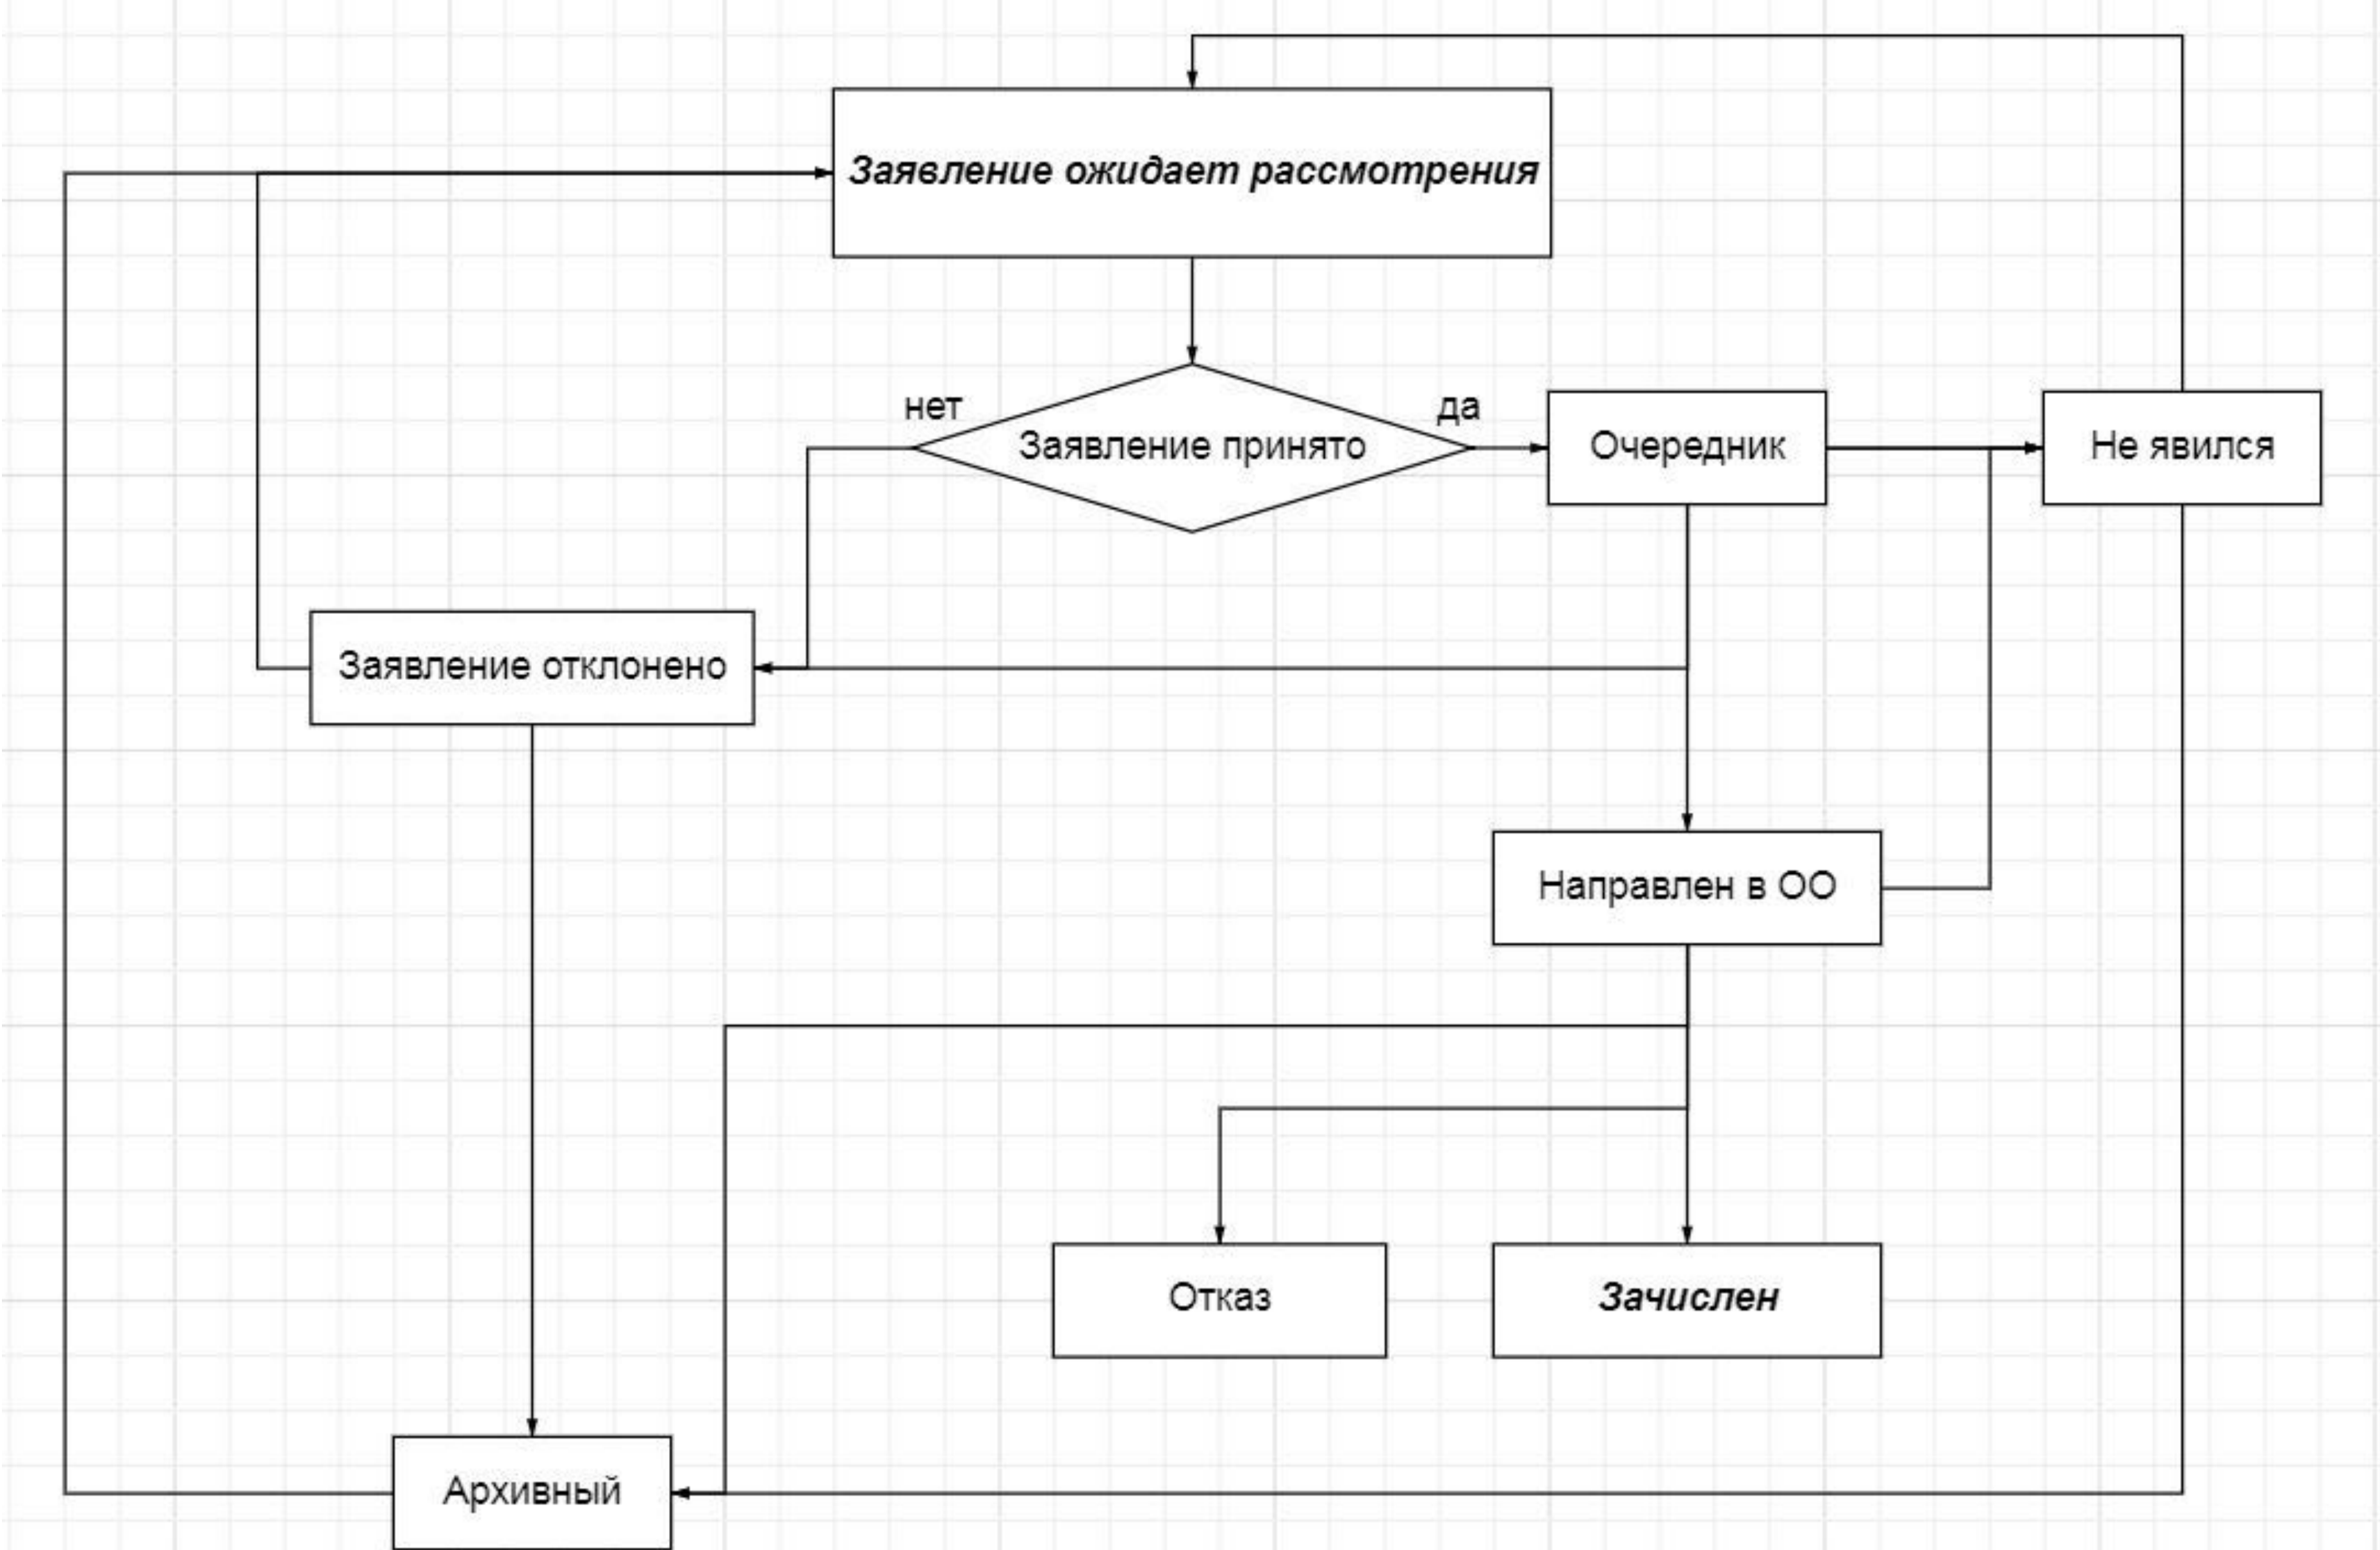 Заявление ожидает рассмотрения
нет
да
Заявление принято
Очередник
Не явился
Заявление отклонено
Направлен в ОО
Отказ
Зачислен
Архивный